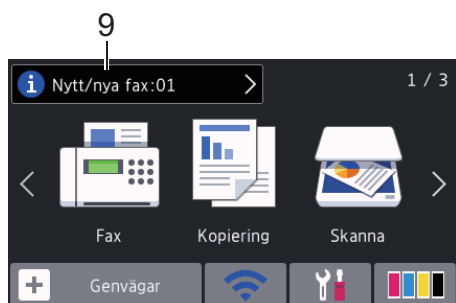 9
Nytt/nya fax:01
1 / 3
Fax Kopiering Skanna
Genvägar